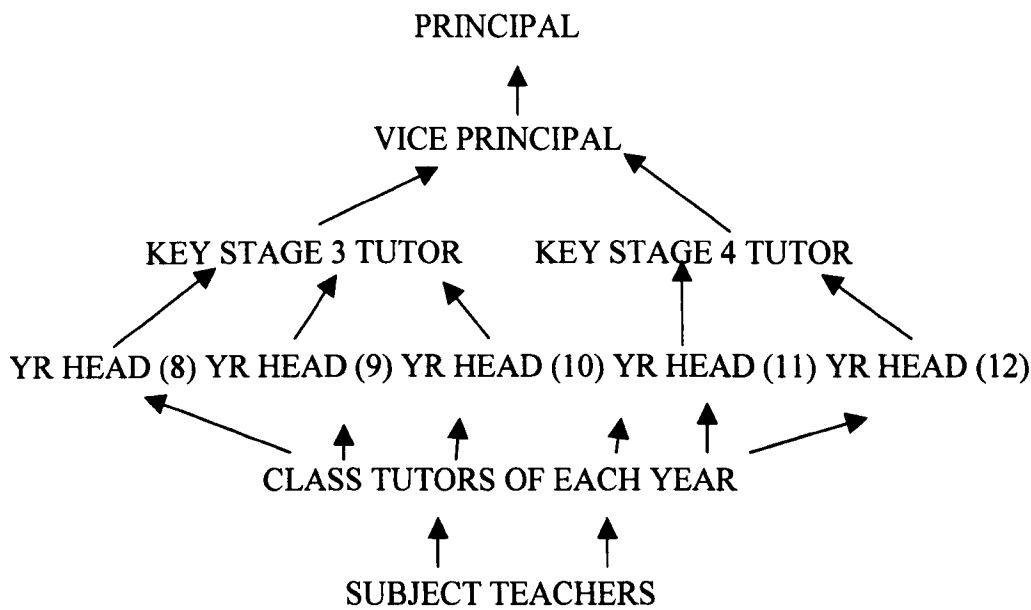 PRINCIPAL
VICE PRINCIPAL
KEY STAGE 3 TUTOR KEY STAGE 4 TUTOR
YR HEAD (8) YR HEAD (9) YR HEAD (10) YR HEAD (11) YR HEAD (12)
CLASS TUTORS OF EACH YEAR
SUBJECT TEACHERS